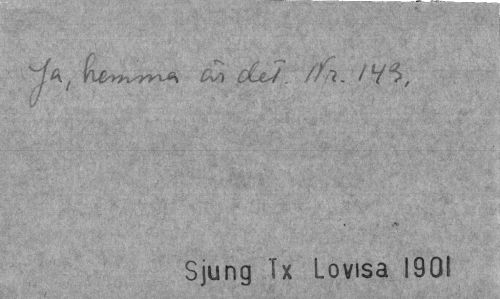 Ja, hemma är det. Nr. 143.
Sjung Tx Lovisa 1901